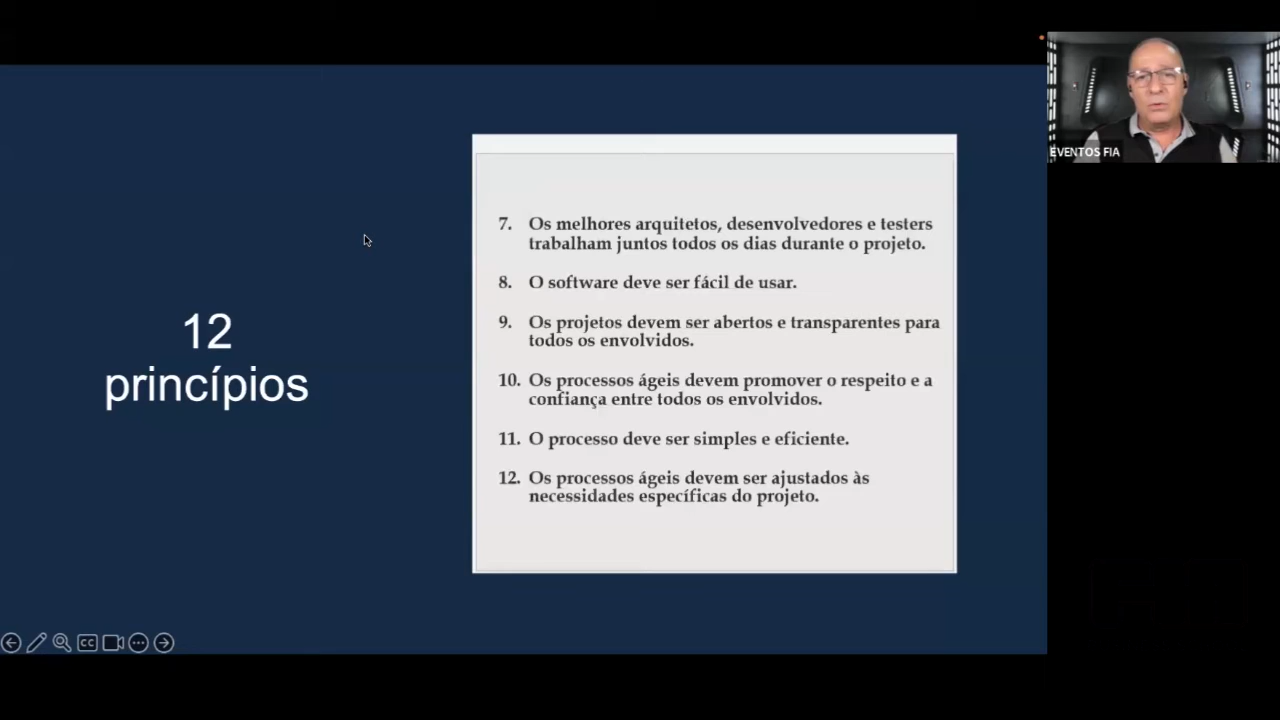 EVENTOS FIA
12
princípios
7. Os melhores arquitetos, desenvolvedores e testers
trabalham juntos todos os dias durante o projeto.
8. O software deve ser fácil de usar.
9. Os projetos devem ser abertos e transparentes para
todos os envolvidos.
10. Os processos ágeis devem promover o respeito e a
confiança entre todos os envolvidos.
11. O processo deve ser simples e eficiente.
12. Os processos ágeis devem ser ajustados às
necessidades específicas do projeto.
CC